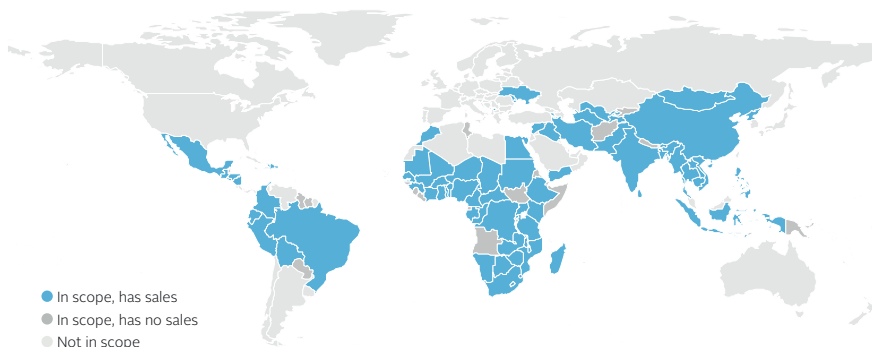 In scope, has sales
In scope, has no sales
Not in scope